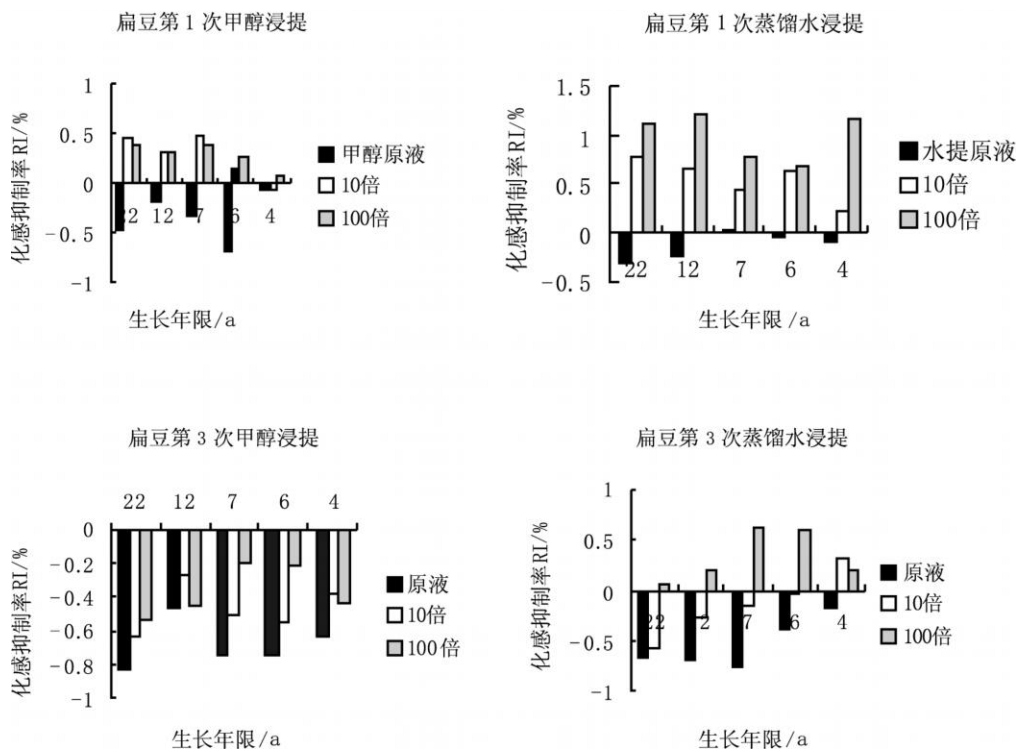 扁豆第 1 次甲醇浸提
化感抑制率RI/%
1
0.5
0
-0.5
-1
22 12 7 6 4
生长年限/a
甲醇原液
10倍
100倍
扁豆第 1 次蒸馏水浸提
化感抑制率RI/%
1.5
1
0.5
0
-0.5
22 12 7 6 4
生长年限 /a
水提原液
10倍
100倍
扁豆第 3 次甲醇浸提
化感抑制率RI/%
22 12 7 6 4
0
-0.2
-0.4
-0.6
-0.8
-1
生长年限 /a
原液
10倍
100倍
扁豆第 3 次蒸馏水浸提
化感抑制率RI/%
1
0.5
0
-0.5
-1
22 2 7 6 4
生长年限 /a
原液
10倍
100倍